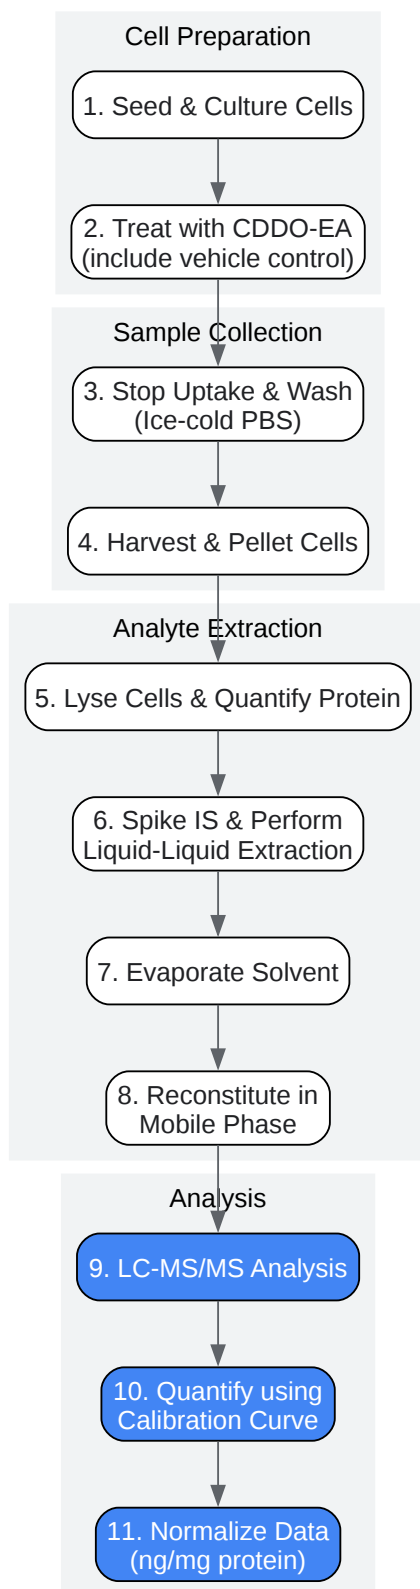 Cell Preparation
1. Seed & Culture Cells
2. Treat with CDDO-EA
(include vehicle control)
Sample Collection
3. Stop Uptake & Wash
(Ice-cold PBS)
4. Harvest & Pellet Cells
Analyte Extraction
5. Lyse Cells & Quantify Protein
6. Spike IS & Perform
Liquid-Liquid Extraction
7. Evaporate Solvent
8. Reconstitute in
Mobile Phase
Analysis
9. LC-MS/MS Analysis
10. Quantify using
Calibration Curve
11. Normalize Data
(ng/mg protein)